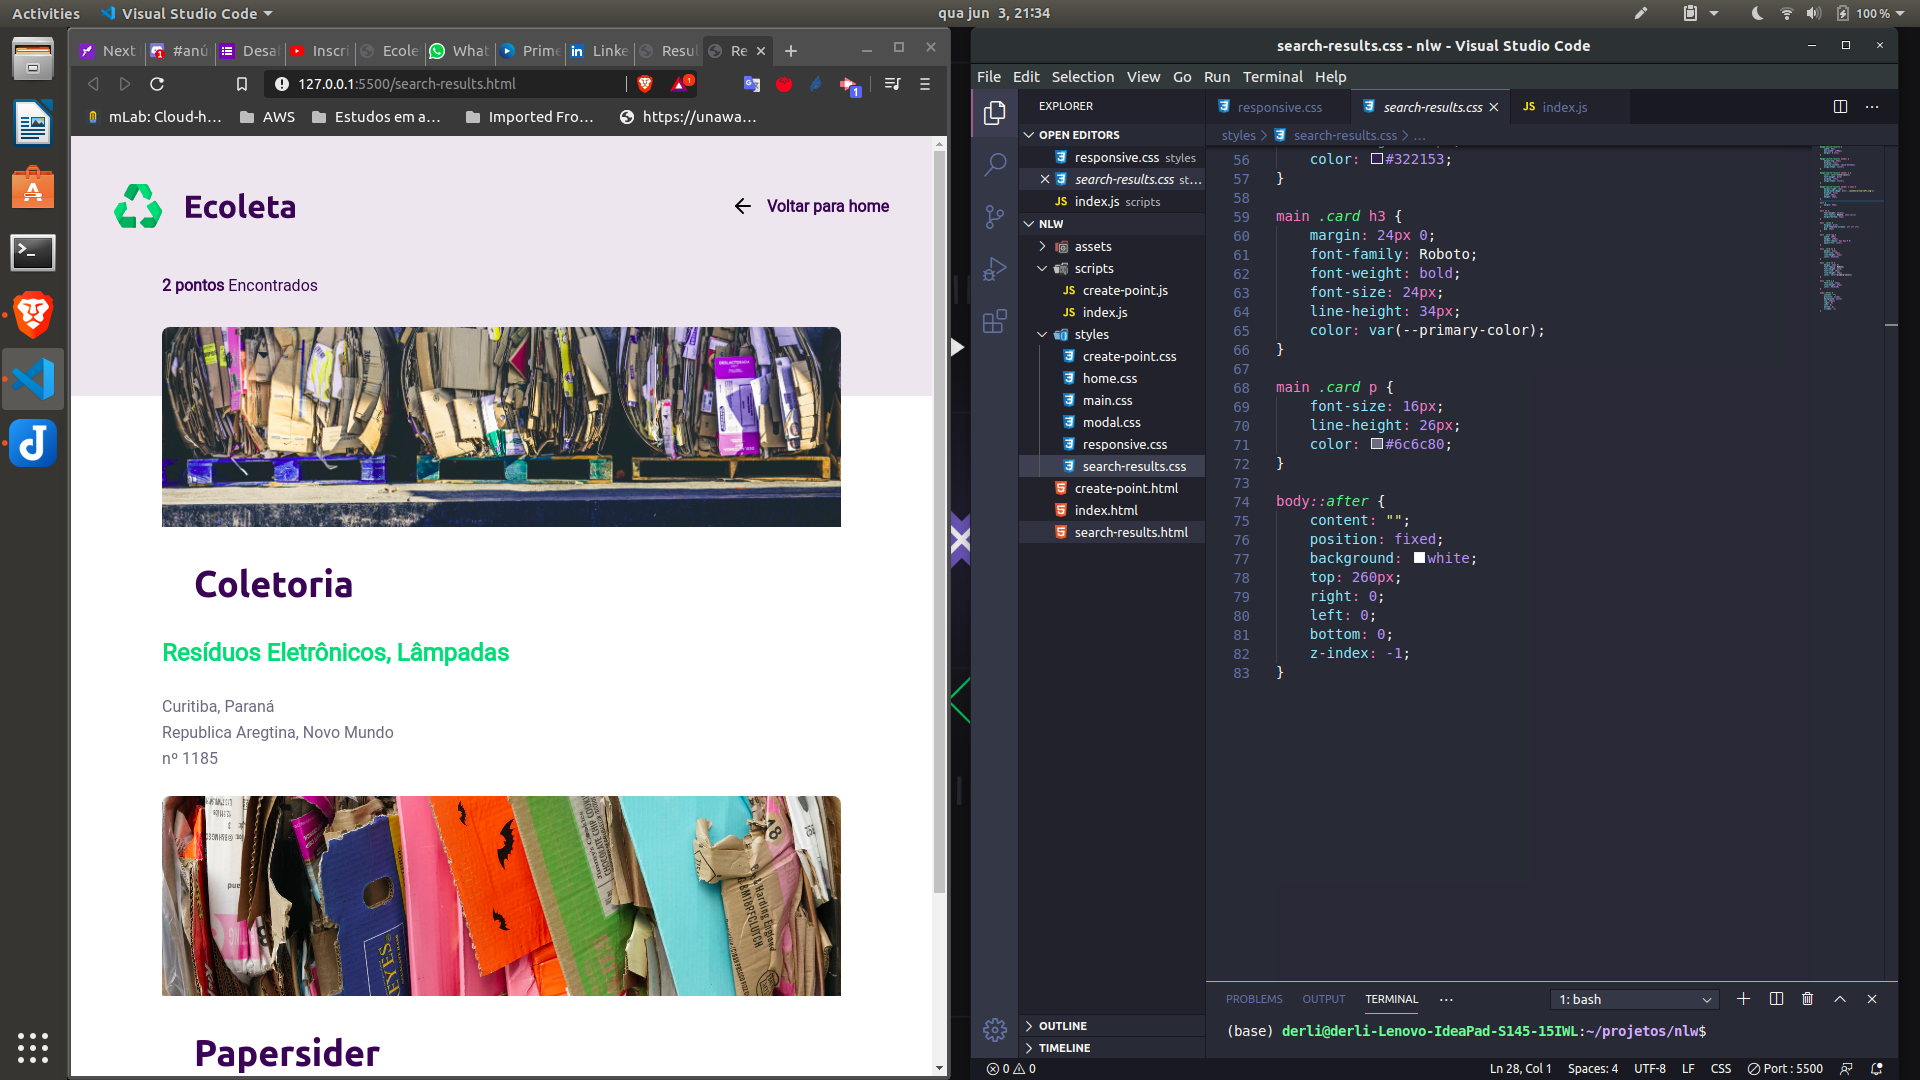 Activities
Visual Studio Code
qua jun 3, 21:34
100 %
Next
#anú
Desaf
Inscri
Ecole
What
Prime
Linke
Resul
Re
127.0.0.1:5500/search-results.html
1
1
mLab: Cloud-h...
AWS
Estudos em a...
Imported Fro...
https://unawa...
Ecoleta
Voltar para home
2 pontos Encontrados
Coletoria
Resíduos Eletrônicos, Lâmpadas
Curitiba, Paraná
Republica Aregtina, Novo Mundo
nº 1185
Papersider
search-results.css - nlw - Visual Studio Code
File Edit Selection View Go Run Terminal Help
EXPLORER
OPEN EDITORS
responsive.css styles
search-results.css st...
index.js scripts
NLW
assets
scripts
create-point.js
index.js
styles
create-point.css
home.css
main.css
modal.css
responsive.css
search-results.css
create-point.html
index.html
search-results.html
OUTLINE
TIMELINE
responsive.css
search-results.css
index.js
styles > search-results.css > ...
56 color: #322153;
57 }
58
59 main .card h3 {
60 margin: 24px 0;
61 font-family: Roboto;
62 font-weight: bold;
63 font-size: 24px;
64 line-height: 34px;
65 color: var(--primary-color);
66 }
67
68 main .card p {
69 font-size: 16px;
70 line-height: 26px;
71 color: #6c6c80;
72 }
73
74 body::after {
75 content: "";
76 position: fixed;
77 background: white;
78 top: 260px;
79 right: 0;
80 left: 0;
81 bottom: 0;
82 z-index: -1;
83 }
PROBLEMS OUTPUT TERMINAL ...
1: bash
(base) derli@derli-Lenovo-IdeaPad-S145-15IWL:~/projetos/nlw$
0 0
Ln 28, Col 1
Spaces: 4
UTF-8
LF
CSS
Port : 5500